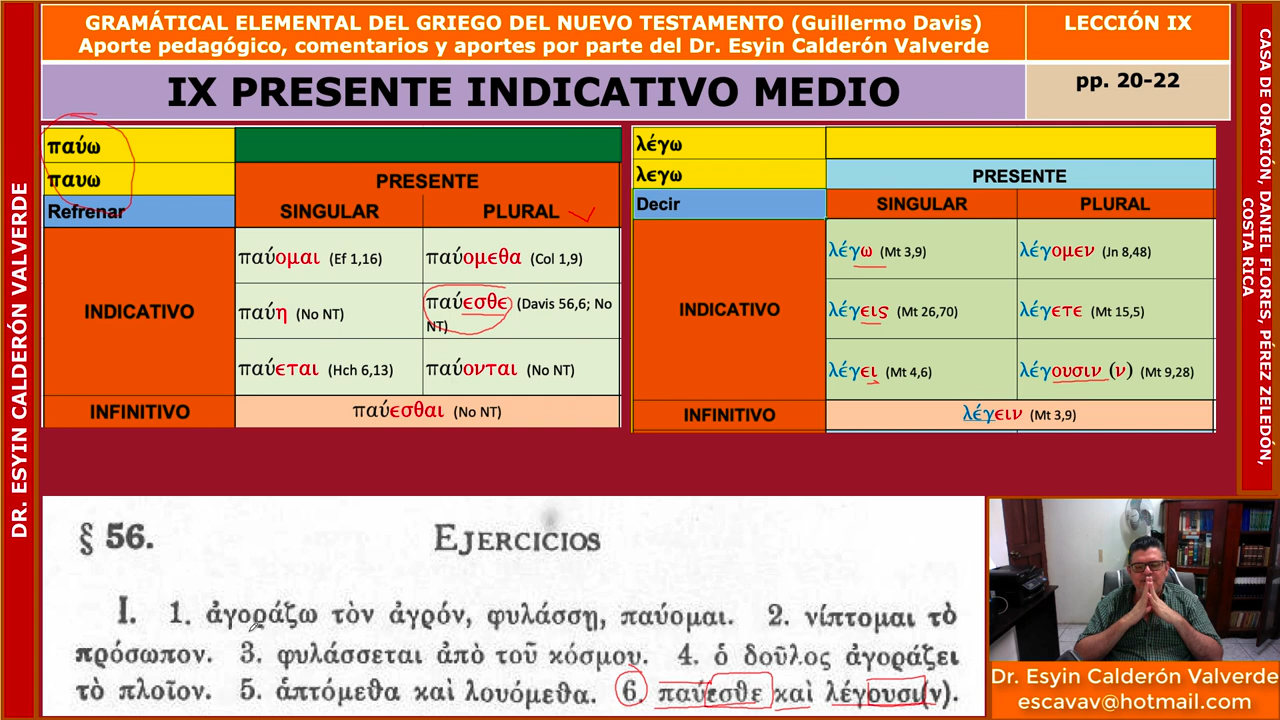 GRAMÁTICAL ELEMENTAL DEL GRIEGO DEL NUEVO TESTAMENTO (Guillermo Davis)
Aporte pedagógico, comentarios y aportes por parte del Dr. Esyin Calderón Valverde
LECCIÓN IX
IX PRESENTE INDICATIVO MEDIO
pp. 20-22
DR. ESYIN CALDERÓN VALVERDE
παύω
παυω
Refrenar
PRESENTE
SINGULAR PLURAL
INDICATIVO
παύομαι (Ef 1,16) παύομεθα (Col 1,9)
παύη (No NT) παύεσθε (Davis 56,6; No
NT)
παύεται (Hch 6,13) παύονται (No NT)
INFINITIVO παύεσθαι (No NT)
λέγω
λεγω
Decir
PRESENTE
SINGULAR PLURAL
INDICATIVO
λέγω (Mt 3,9) λέγομεν (Jn 8,48)
λέγεις (Mt 26,70) λέγετε (Mt 15,5)
λέγει (Mt 4,6) λέγουσιν (ν) (Mt 9,28)
INFINITIVO λέγειν (Mt 3,9)
CASA DE ORACIÓN, DANIEL FLORES, PÉREZ ZELEDÓN,
COSTA RICA
§ 56. EJERCICIOS
I. 1. ἀγοράζω τὸν ἀγρόν, φυλάσσῃ, παύομαι. 2. νίπτομαι τὸ
πρόσωπον. 3. φυλάσσεται ἀπὸ τοῦ κόσμου. 4. ὁ δοῦλος ἀγοράζει
τὸ πλοῖον. 5. ἁπτόμεθα καὶ λουόμεθα. 6. παύεσθε καὶ λέγουσι(ν).
Dr. Esyin Calderón Valverde
escavav@hotmail.com